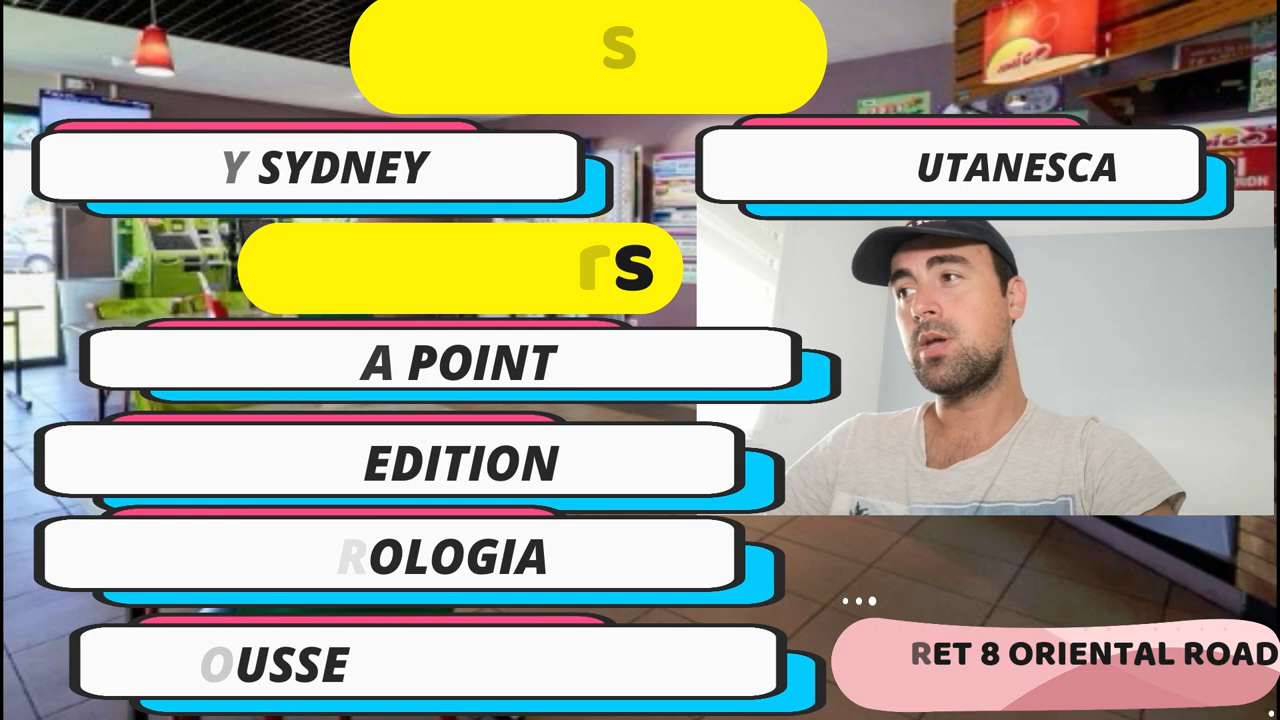 S
Y SYDNEY
UTANESCA
rs
A POINT
EDITION
ROLOGIA
OUSSE
RET 8 ORIENTAL ROAD